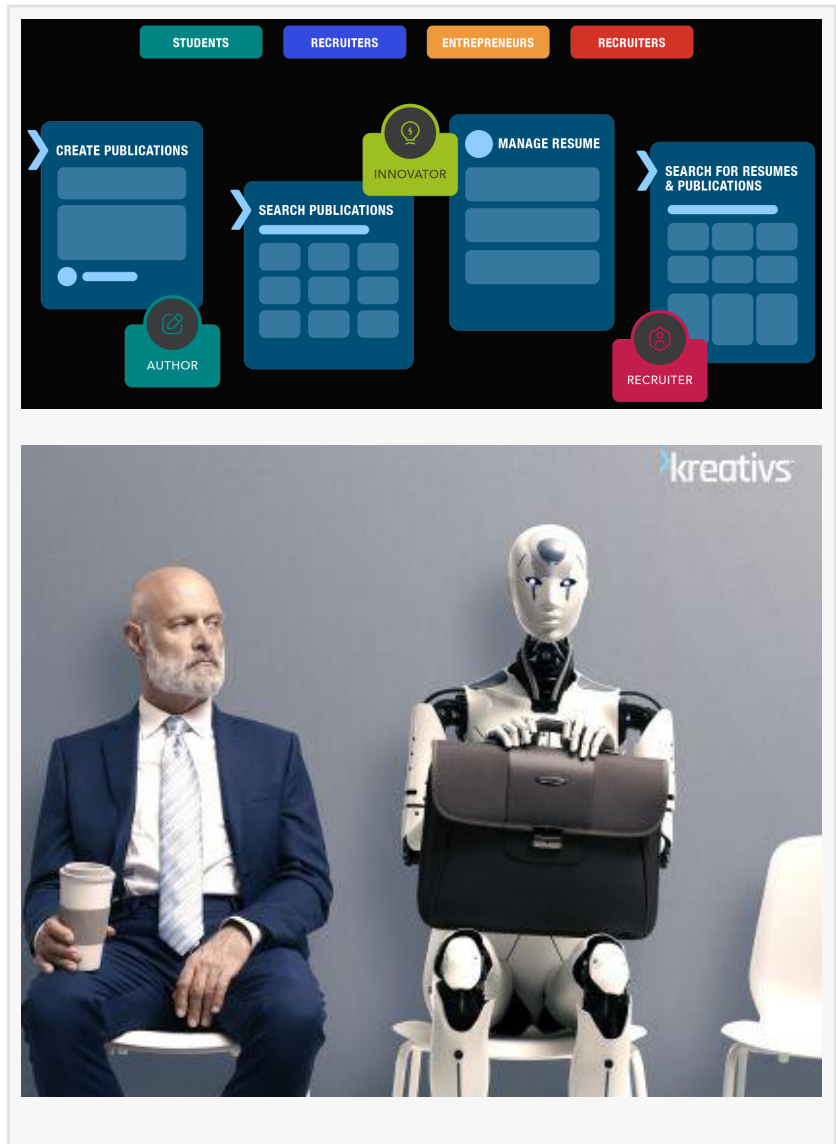 STUDENTS
RECRUITERS
ENTREPRENEURS
RECRUITERS
CREATE PUBLICATIONS
AUTHOR
SEARCH PUBLICATIONS
INNOVATOR
MANAGE RESUME
SEARCH FOR RESUMES
& PUBLICATIONS
RECRUITER
kreativs